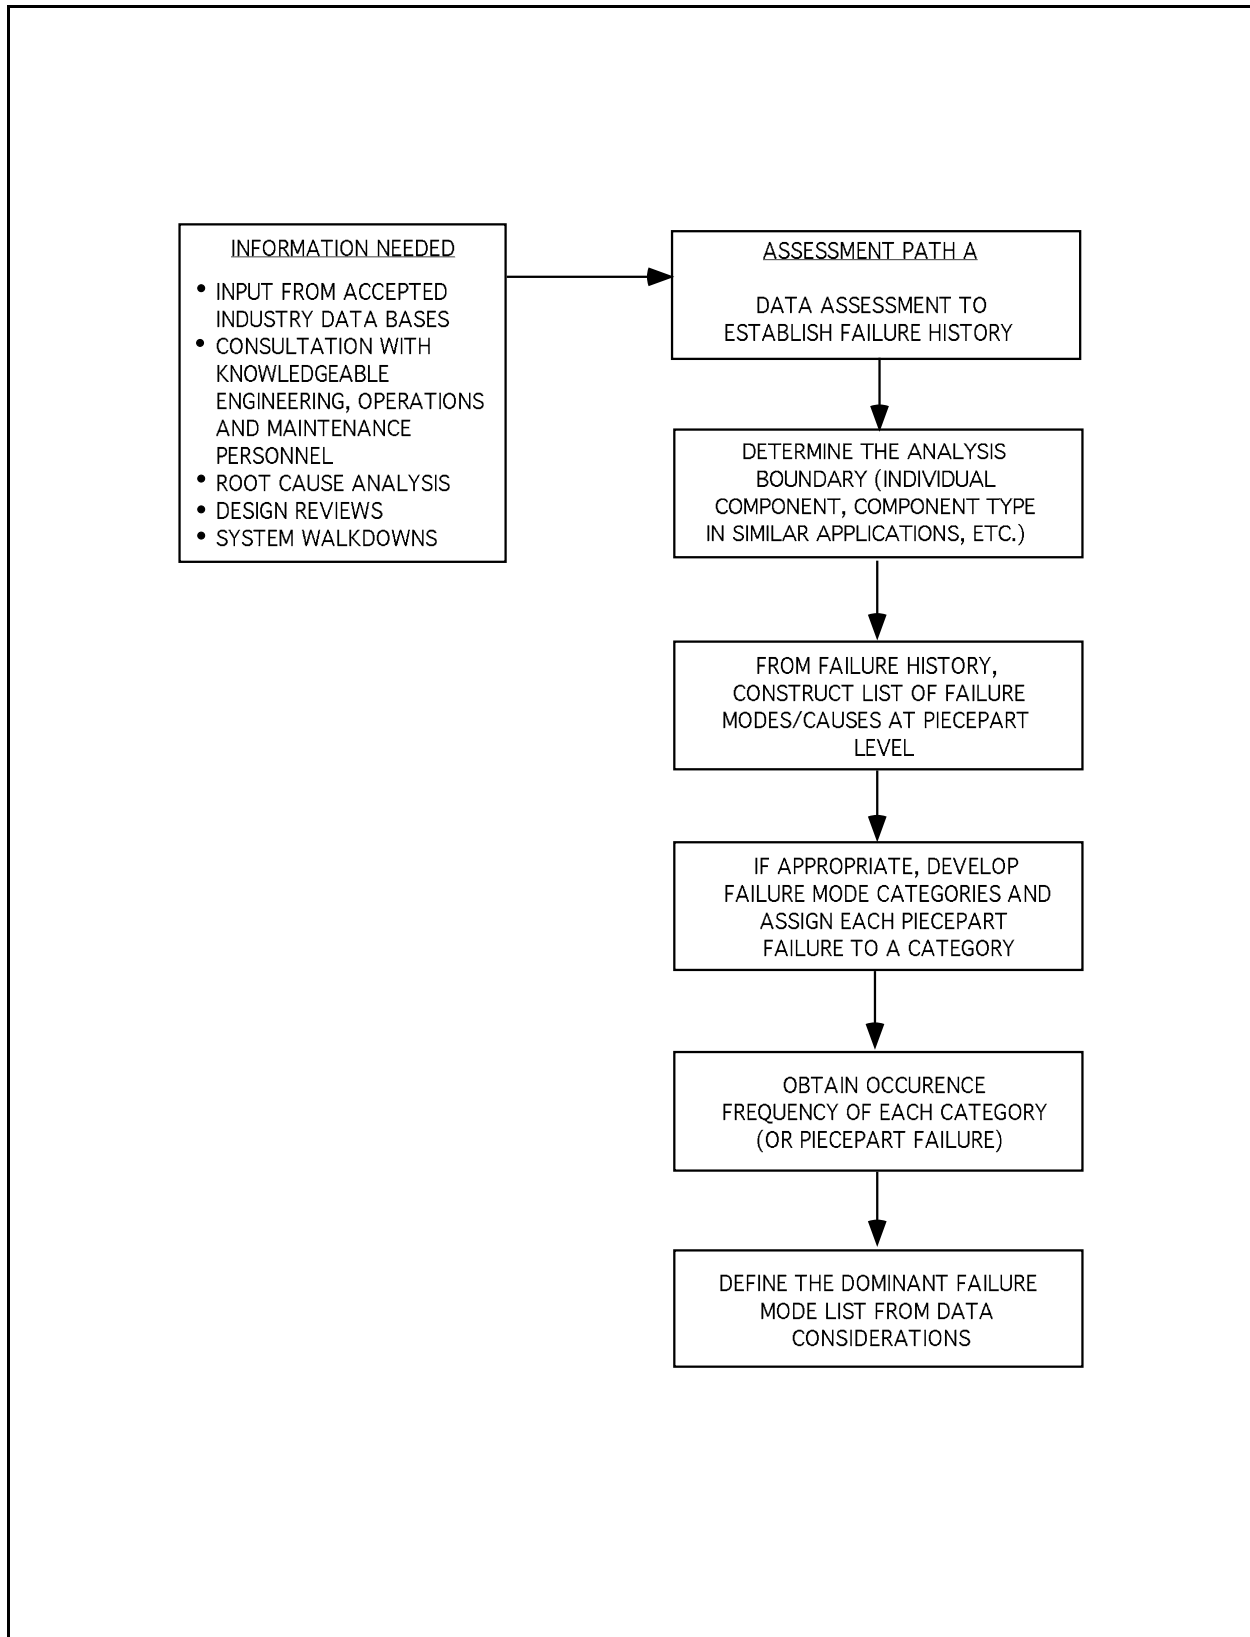 INFORMATION NEEDED
• INPUT FROM ACCEPTED
INDUSTRY DATA BASES
• CONSULTATION WITH
KNOWLEDGEABLE
ENGINEERING, OPERATIONS
AND MAINTENANCE
PERSONNEL
• ROOT CAUSE ANALYSIS
• DESIGN REVIEWS
• SYSTEM WALKDOWNS
ASSESSMENT PATH A
DATA ASSESSMENT TO
ESTABLISH FAILURE HISTORY
DETERMINE THE ANALYSIS
BOUNDARY (INDIVIDUAL
COMPONENT, COMPONENT TYPE
IN SIMILAR APPLICATIONS, ETC.)
FROM FAILURE HISTORY,
CONSTRUCT LIST OF FAILURE
MODES/CAUSES AT PIECEPART
LEVEL
IF APPROPRIATE, DEVELOP
FAILURE MODE CATEGORIES AND
ASSIGN EACH PIECEPART
FAILURE TO A CATEGORY
OBTAIN OCCURENCE
FREQUENCY OF EACH CATEGORY
(OR PIECEPART FAILURE)
DEFINE THE DOMINANT FAILURE
MODE LIST FROM DATA
CONSIDERATIONS